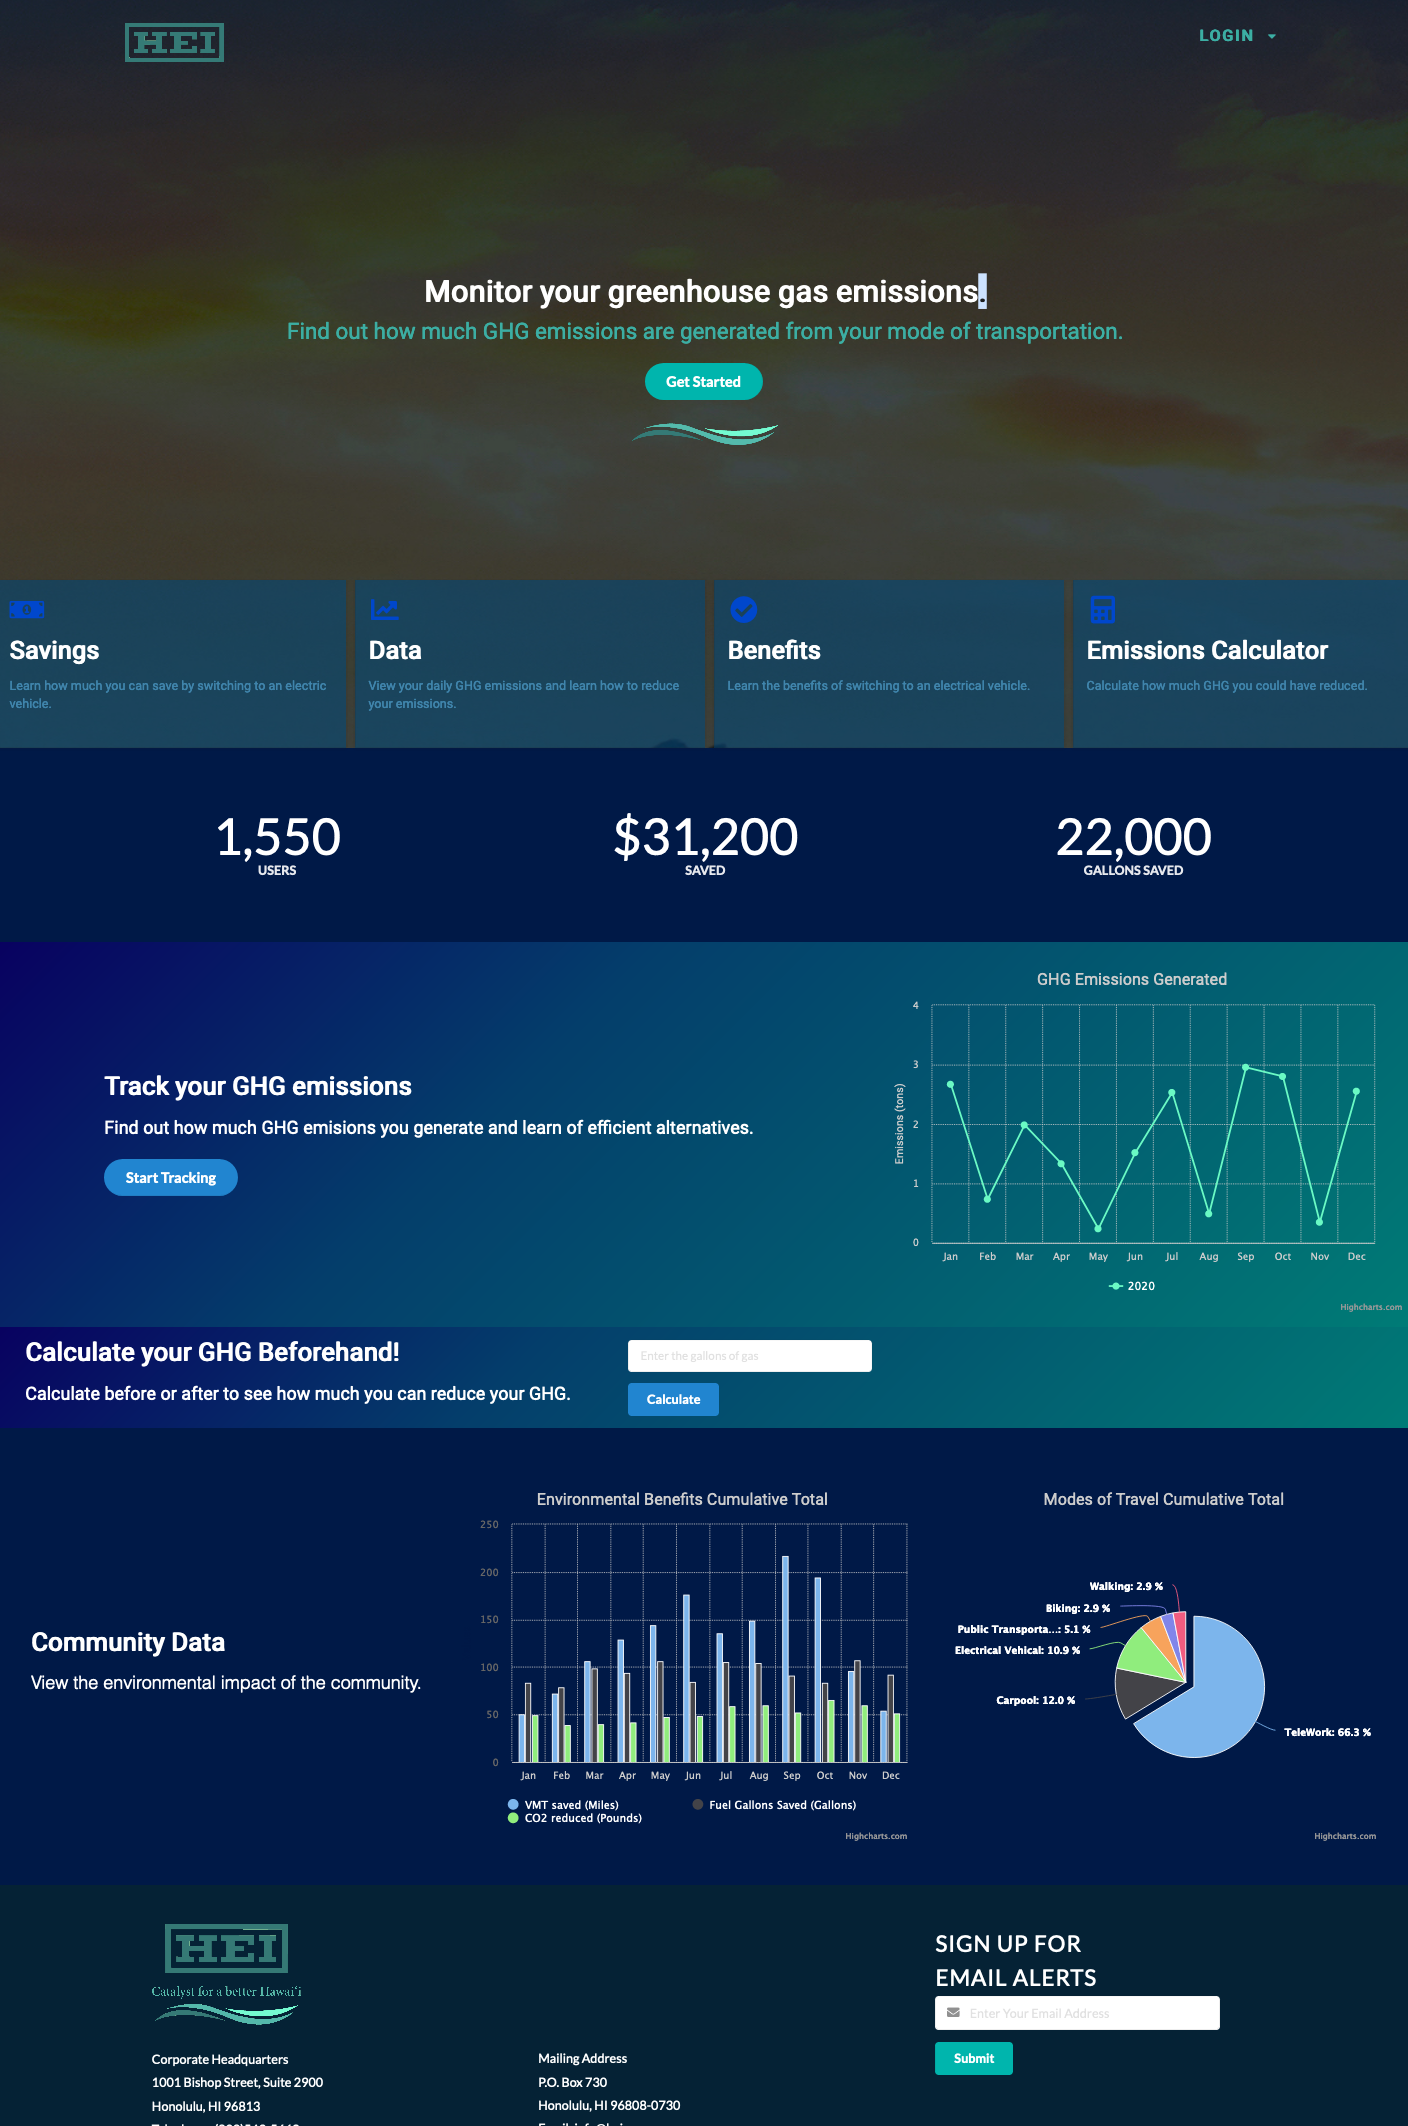 HEI
LOGIN
Monitor your greenhouse gas emissions.
Find out how much GHG emissions are generated from your mode of transportation.
Get Started
Savings
Learn how much you can save by switching to an electric
vehicle.
Data
View your daily GHG emissions and learn how to reduce
your emissions.
Benefits
Learn the benefits of switching to an electrical vehicle.
Emissions Calculator
Calculate how much GHG you could have reduced.
1,550
USERS
$31,200
SAVED
22,000
GALLONS SAVED
Track your GHG emissions
Find out how much GHG emisions you generate and learn of efficient alternatives.
Start Tracking
GHG Emissions Generated
Emissions (tons)
4
3
2
1
0
Jan Feb Mar Apr May Jun Jul Aug Sep Oct Nov Dec
2020
Highcharts.com
Calculate your GHG Beforehand!
Calculate before or after to see how much you can reduce your GHG.
Enter the gallons of gas
Calculate
Community Data
View the environmental impact of the community.
Environmental Benefits Cumulative Total
250
200
150
100
50
0
Jan Feb Mar Apr May Jun Jul Aug Sep Oct Nov Dec
VMT saved (Miles) Fuel Gallons Saved (Gallons)
CO2 reduced (Pounds)
Highcharts.com
Modes of Travel Cumulative Total
Walking: 2.9 %
Biking: 2.9 %
Public Transporta...: 5.1 %
Electrical Vehical: 10.9 %
Carpool: 12.0 %
TeleWork: 66.3 %
Highcharts.com
HEI
Catalyst for a better Hawai‘i
Corporate Headquarters
1001 Bishop Street, Suite 2900
Honolulu, HI 96813
Mailing Address
P.O. Box 730
Honolulu, HI 96808-0730
SIGN UP FOR
EMAIL ALERTS
Enter Your Email Address
Submit